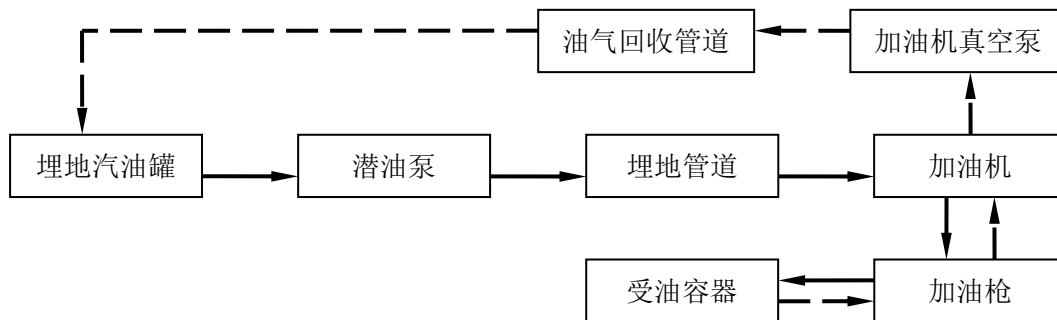 油气回收管道
加油机真空泵
埋地汽油罐
潜油泵
埋地管道
加油机
受油容器
加油枪